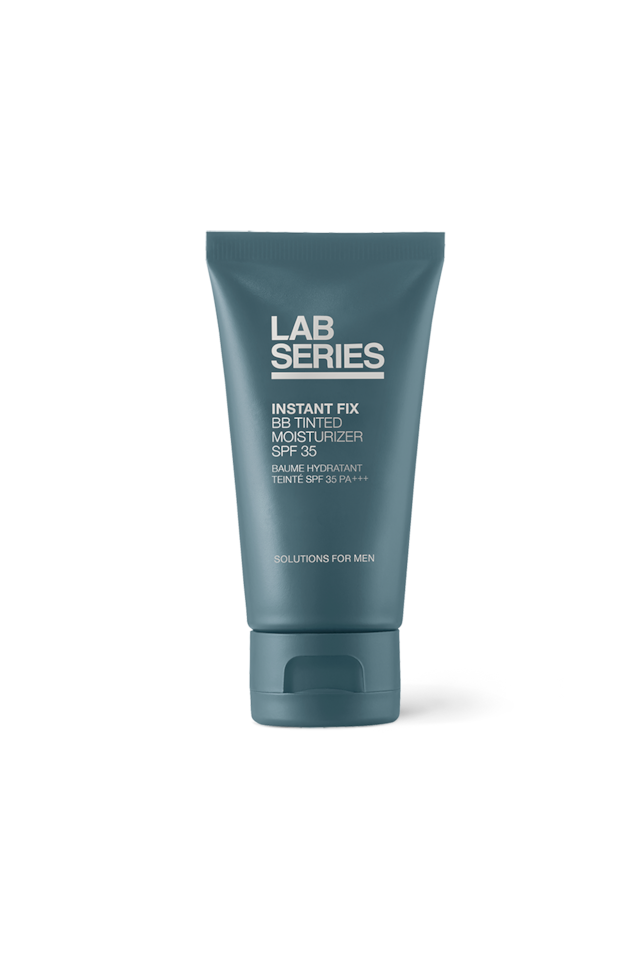 LAB
SERIES
INSTANT FIX
BB TINTED
MOISTURIZER
SPF 35
BAUME HYDRATANT
TEINTÉ SPF 35 PA+++
SOLUTIONS FOR MEN